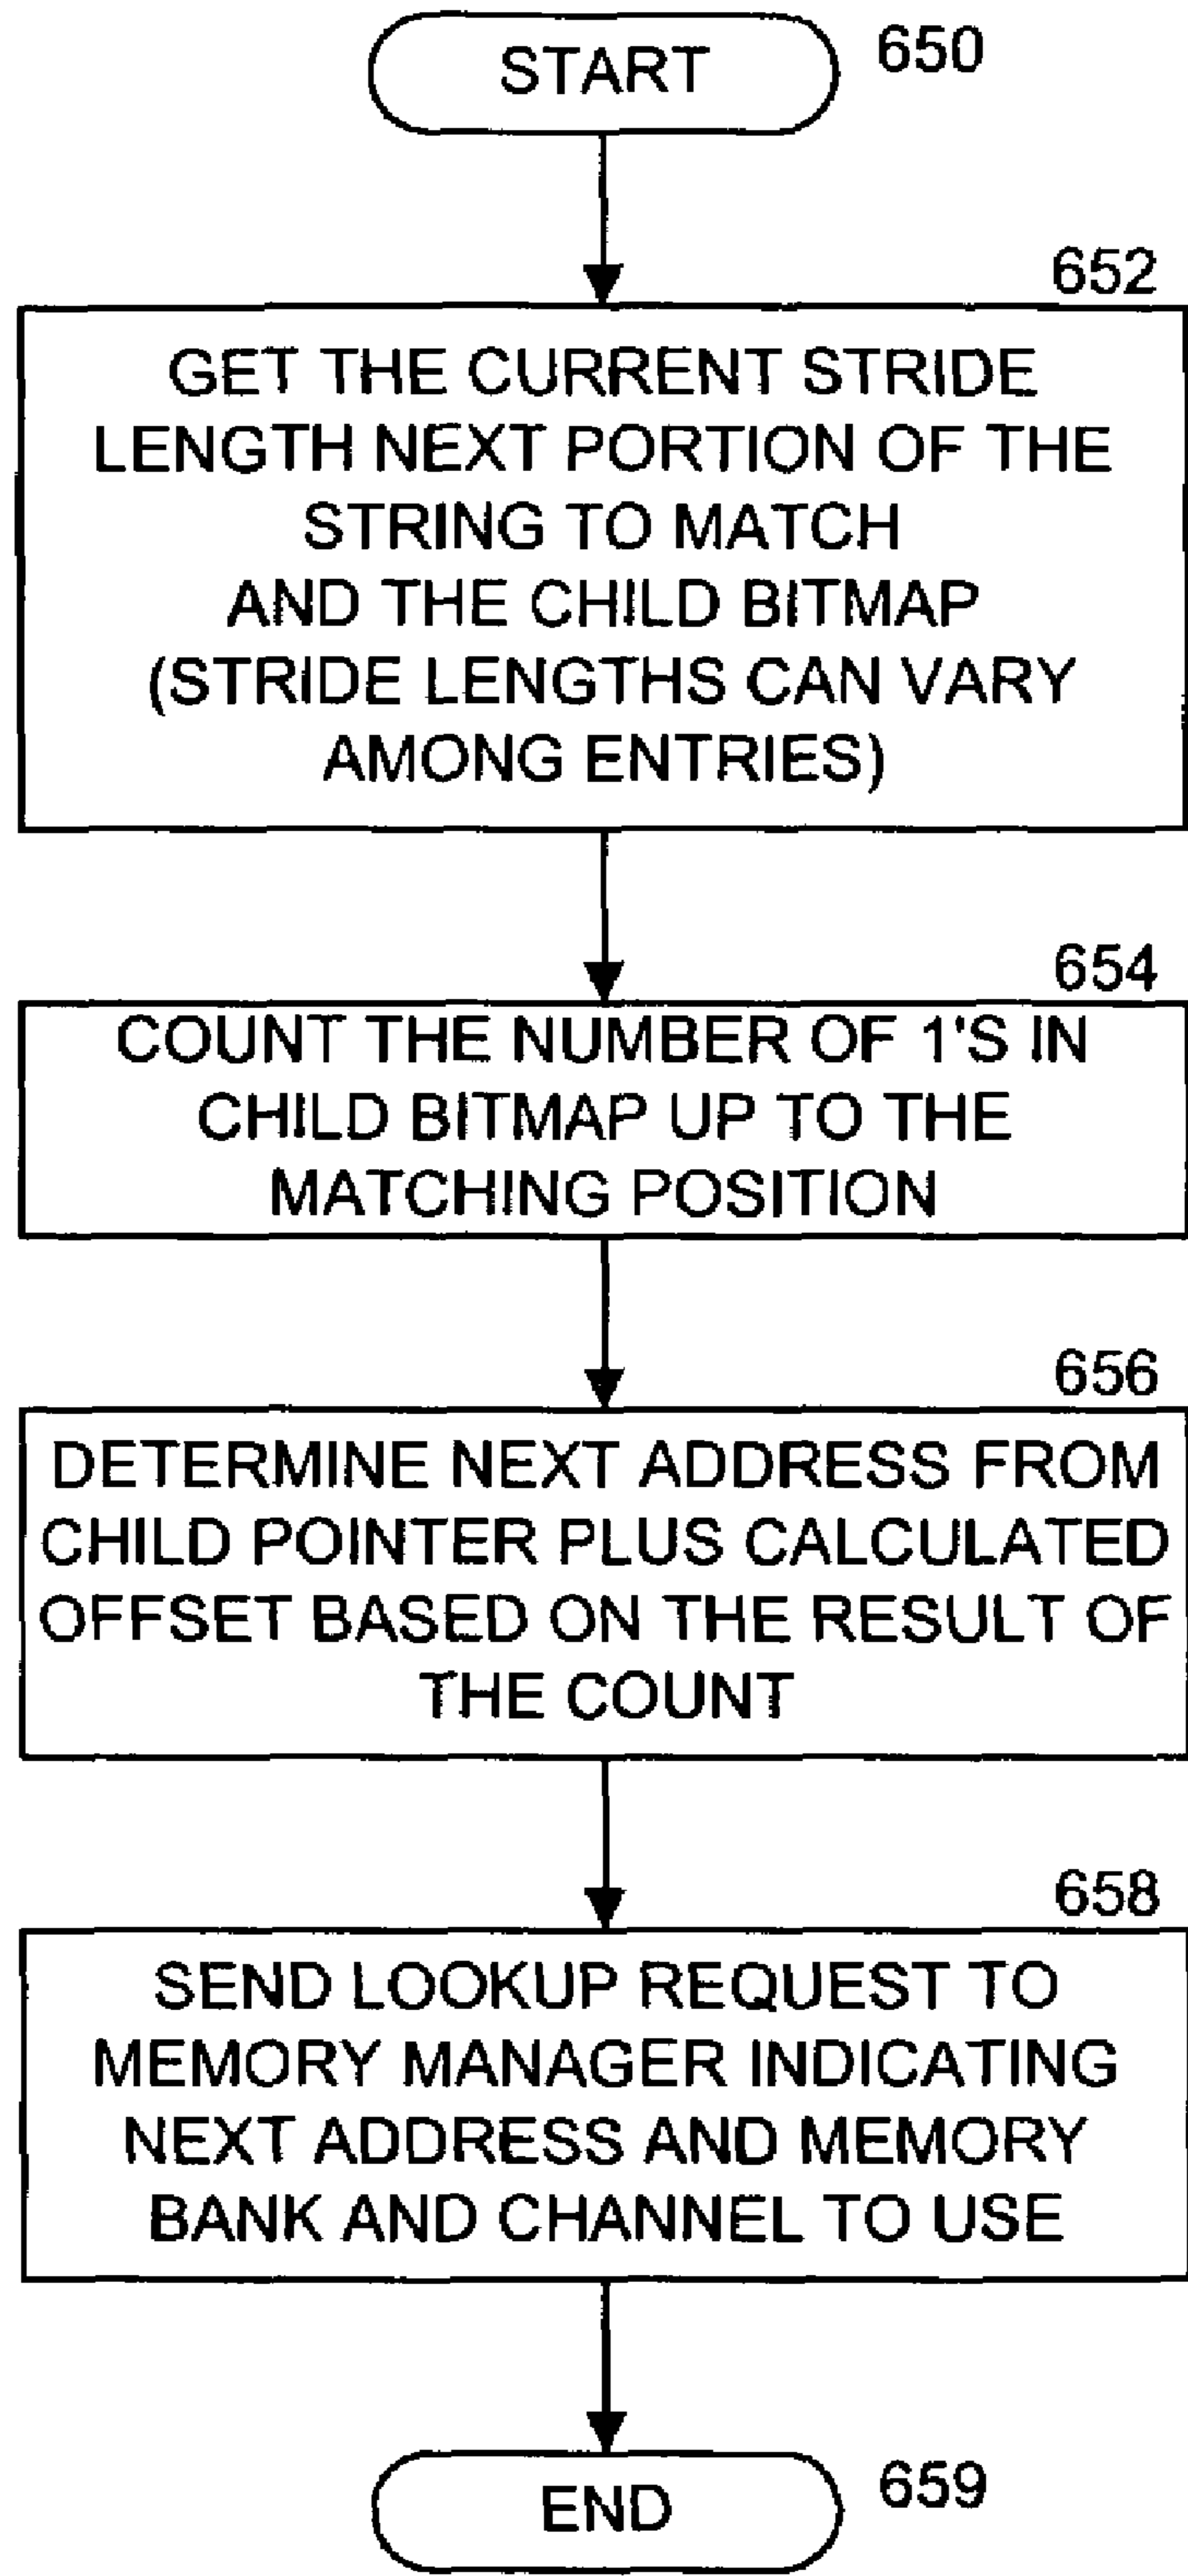 START
650
652
GET THE CURRENT STRIDE
LENGTH NEXT PORTION OF THE
STRING TO MATCH
AND THE CHILD BITMAP
(STRIDE LENGTHS CAN VARY
AMONG ENTRIES)
654
COUNT THE NUMBER OF 1'S IN
CHILD BITMAP UP TO THE
MATCHING POSITION
656
DETERMINE NEXT ADDRESS FROM
CHILD POINTER PLUS CALCULATED
OFFSET BASED ON THE RESULT OF
THE COUNT
658
SEND LOOKUP REQUEST TO
MEMORY MANAGER INDICATING
NEXT ADDRESS AND MEMORY
BANK AND CHANNEL TO USE
END
659